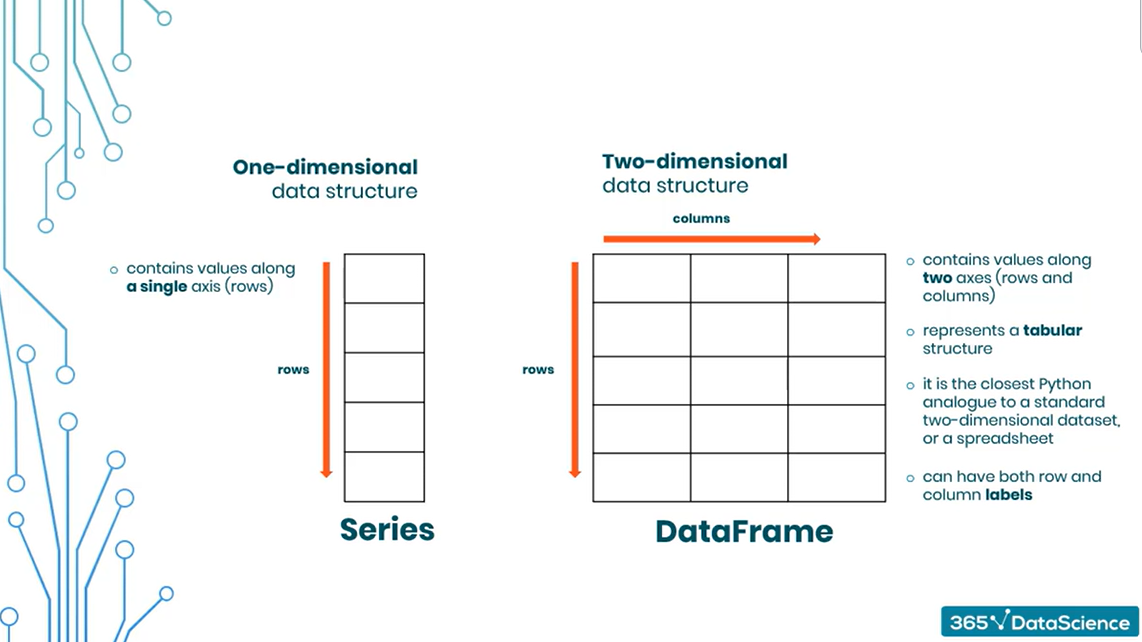 One-dimensional
data structure
contains values along
a single axis (rows)
rows
Series
Two-dimensional
data structure
columns
rows
DataFrame
contains values along
two axes (rows and
columns)
represents a tabular
structure
it is the closest Python
analogue to a standard
two-dimensional dataset,
or a spreadsheet
can have both row and
column labels
365 DataScience